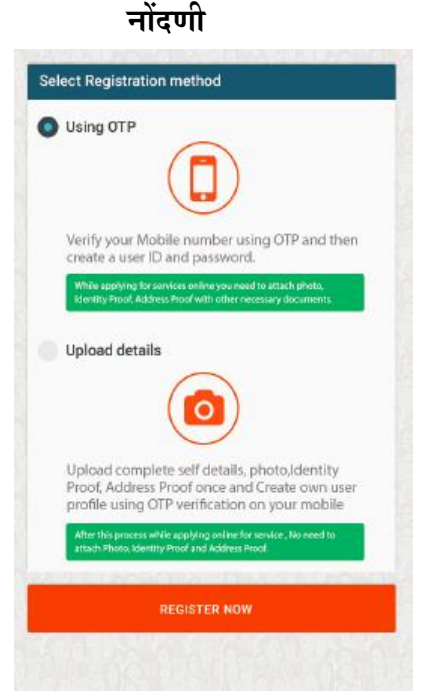 नोंदणी
Select Registration method
Using OTP
Verify your Mobile number using OTP and then
create a user ID and password.
While applying for services online you need to attach photo,
Identity Proof, Address Proof with other necessary documents.
Upload details
Upload complete self details, photo,Identity
Proof, Address Proof once and Create own user
profile using OTP verification on your mobile
After this process while applying online for service , No need to
attach Photo, Identity Proof and Address Proof.
REGISTER NOW